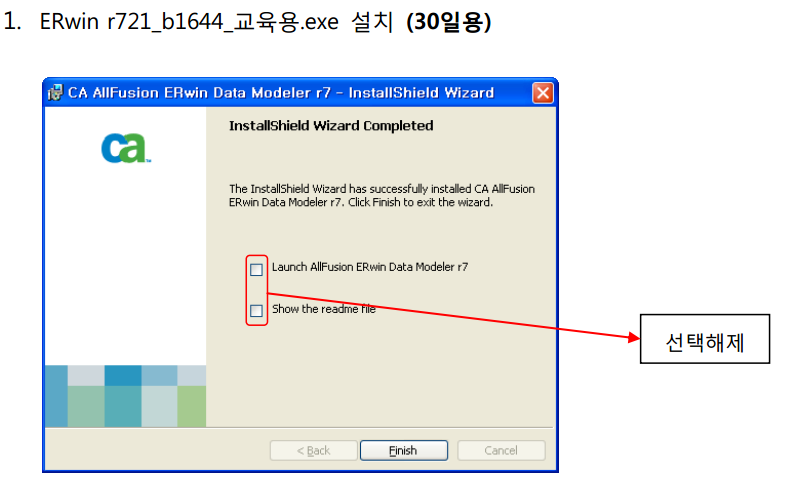 1. ERwin r721_b1644_교육용.exe 설치 (30일용)
CA AllFusion ERwin Data Modeler r7 - InstallShield Wizard
ca™
InstallShield Wizard Completed
The InstallShield Wizard has successfully installed CA AllFusion
ERwin Data Modeler r7. Click Finish to exit the wizard.
Launch AllFusion ERwin Data Modeler r7
Show the readme file
선택해제
< Back Finish Cancel